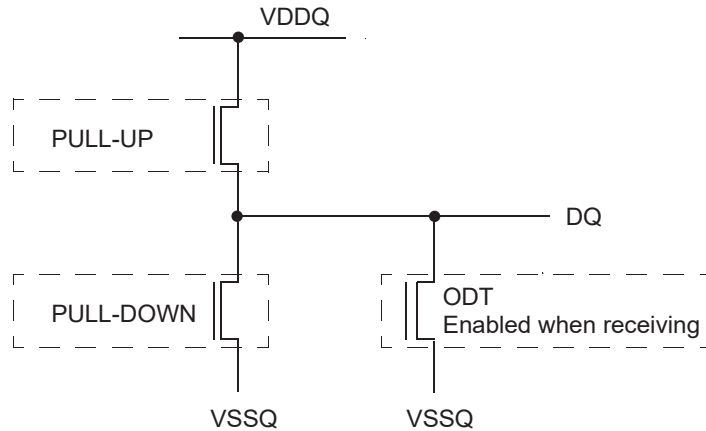 VDDQ
PULL-UP
DQ
PULL-DOWN
ODT
Enabled when receiving
VSSQ
VSSQ